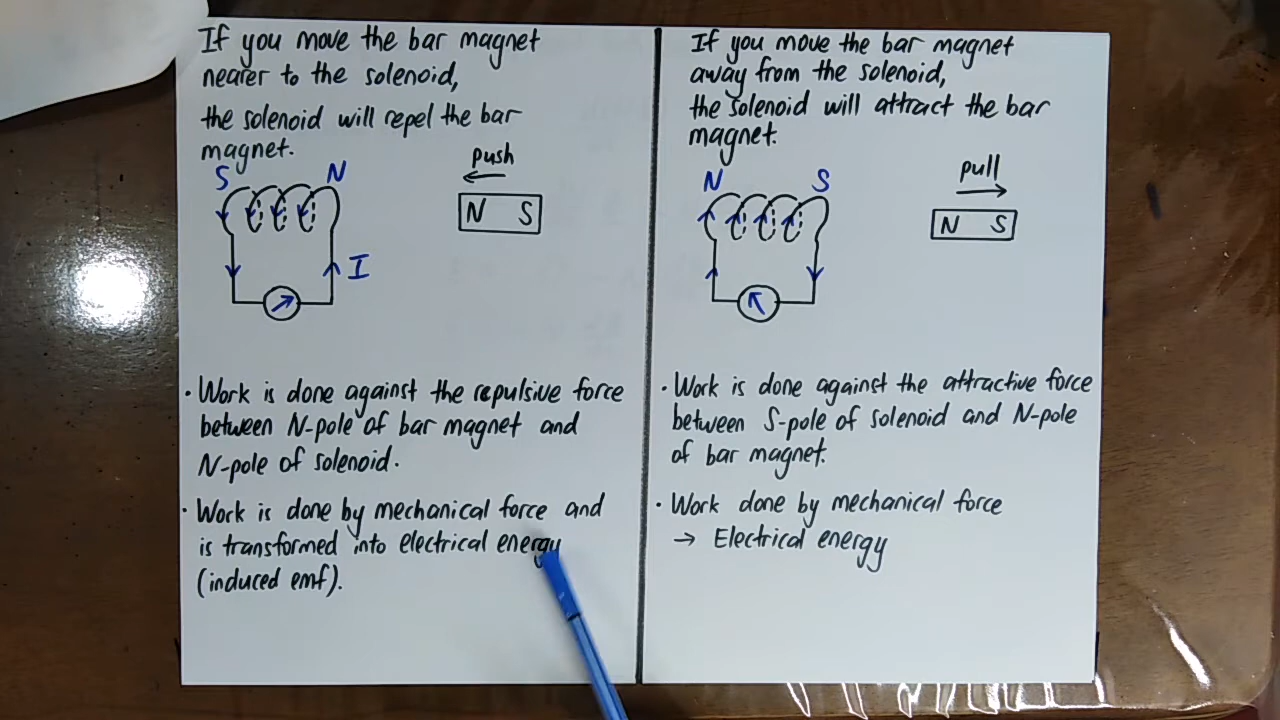 If you move the bar magnet
nearer to the solenoid,
the solenoid will repel the bar
magnet.
push
S N
N S
I
• Work is done against the repulsive force
between N-pole of bar magnet and
N-pole of solenoid.
• Work is done by mechanical force and
is transformed into electrical energy
(induced emf).
If you move the bar magnet
away from the solenoid,
the solenoid will attract the bar
magnet.
pull
N S
N S
• Work is done against the attractive force
between S-pole of solenoid and N-pole
of bar magnet.
• Work done by mechanical force
→ Electrical energy